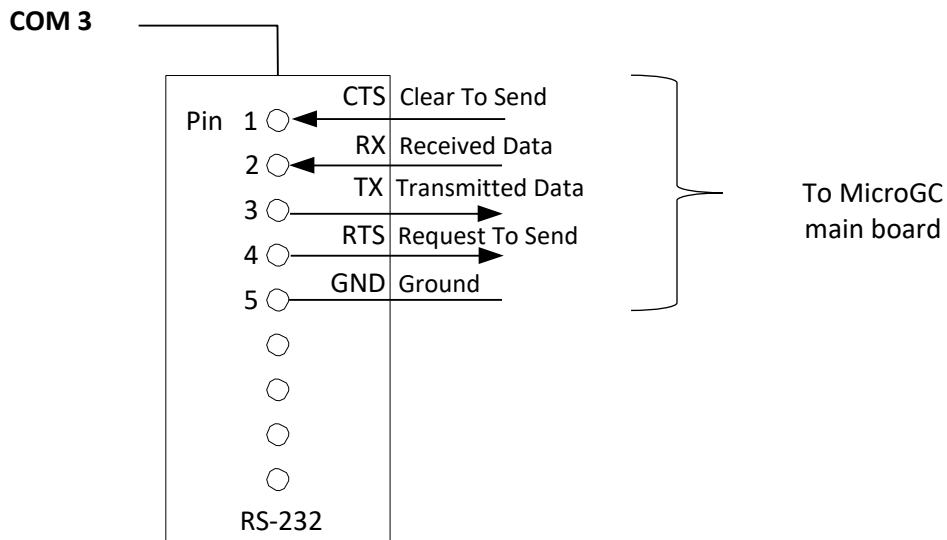 COM 3
CTS Clear To Send
Pin 1
RX Received Data
2
TX Transmitted Data
3
RTS Request To Send
4
GND Ground
5
To MicroGC
main board
RS-232